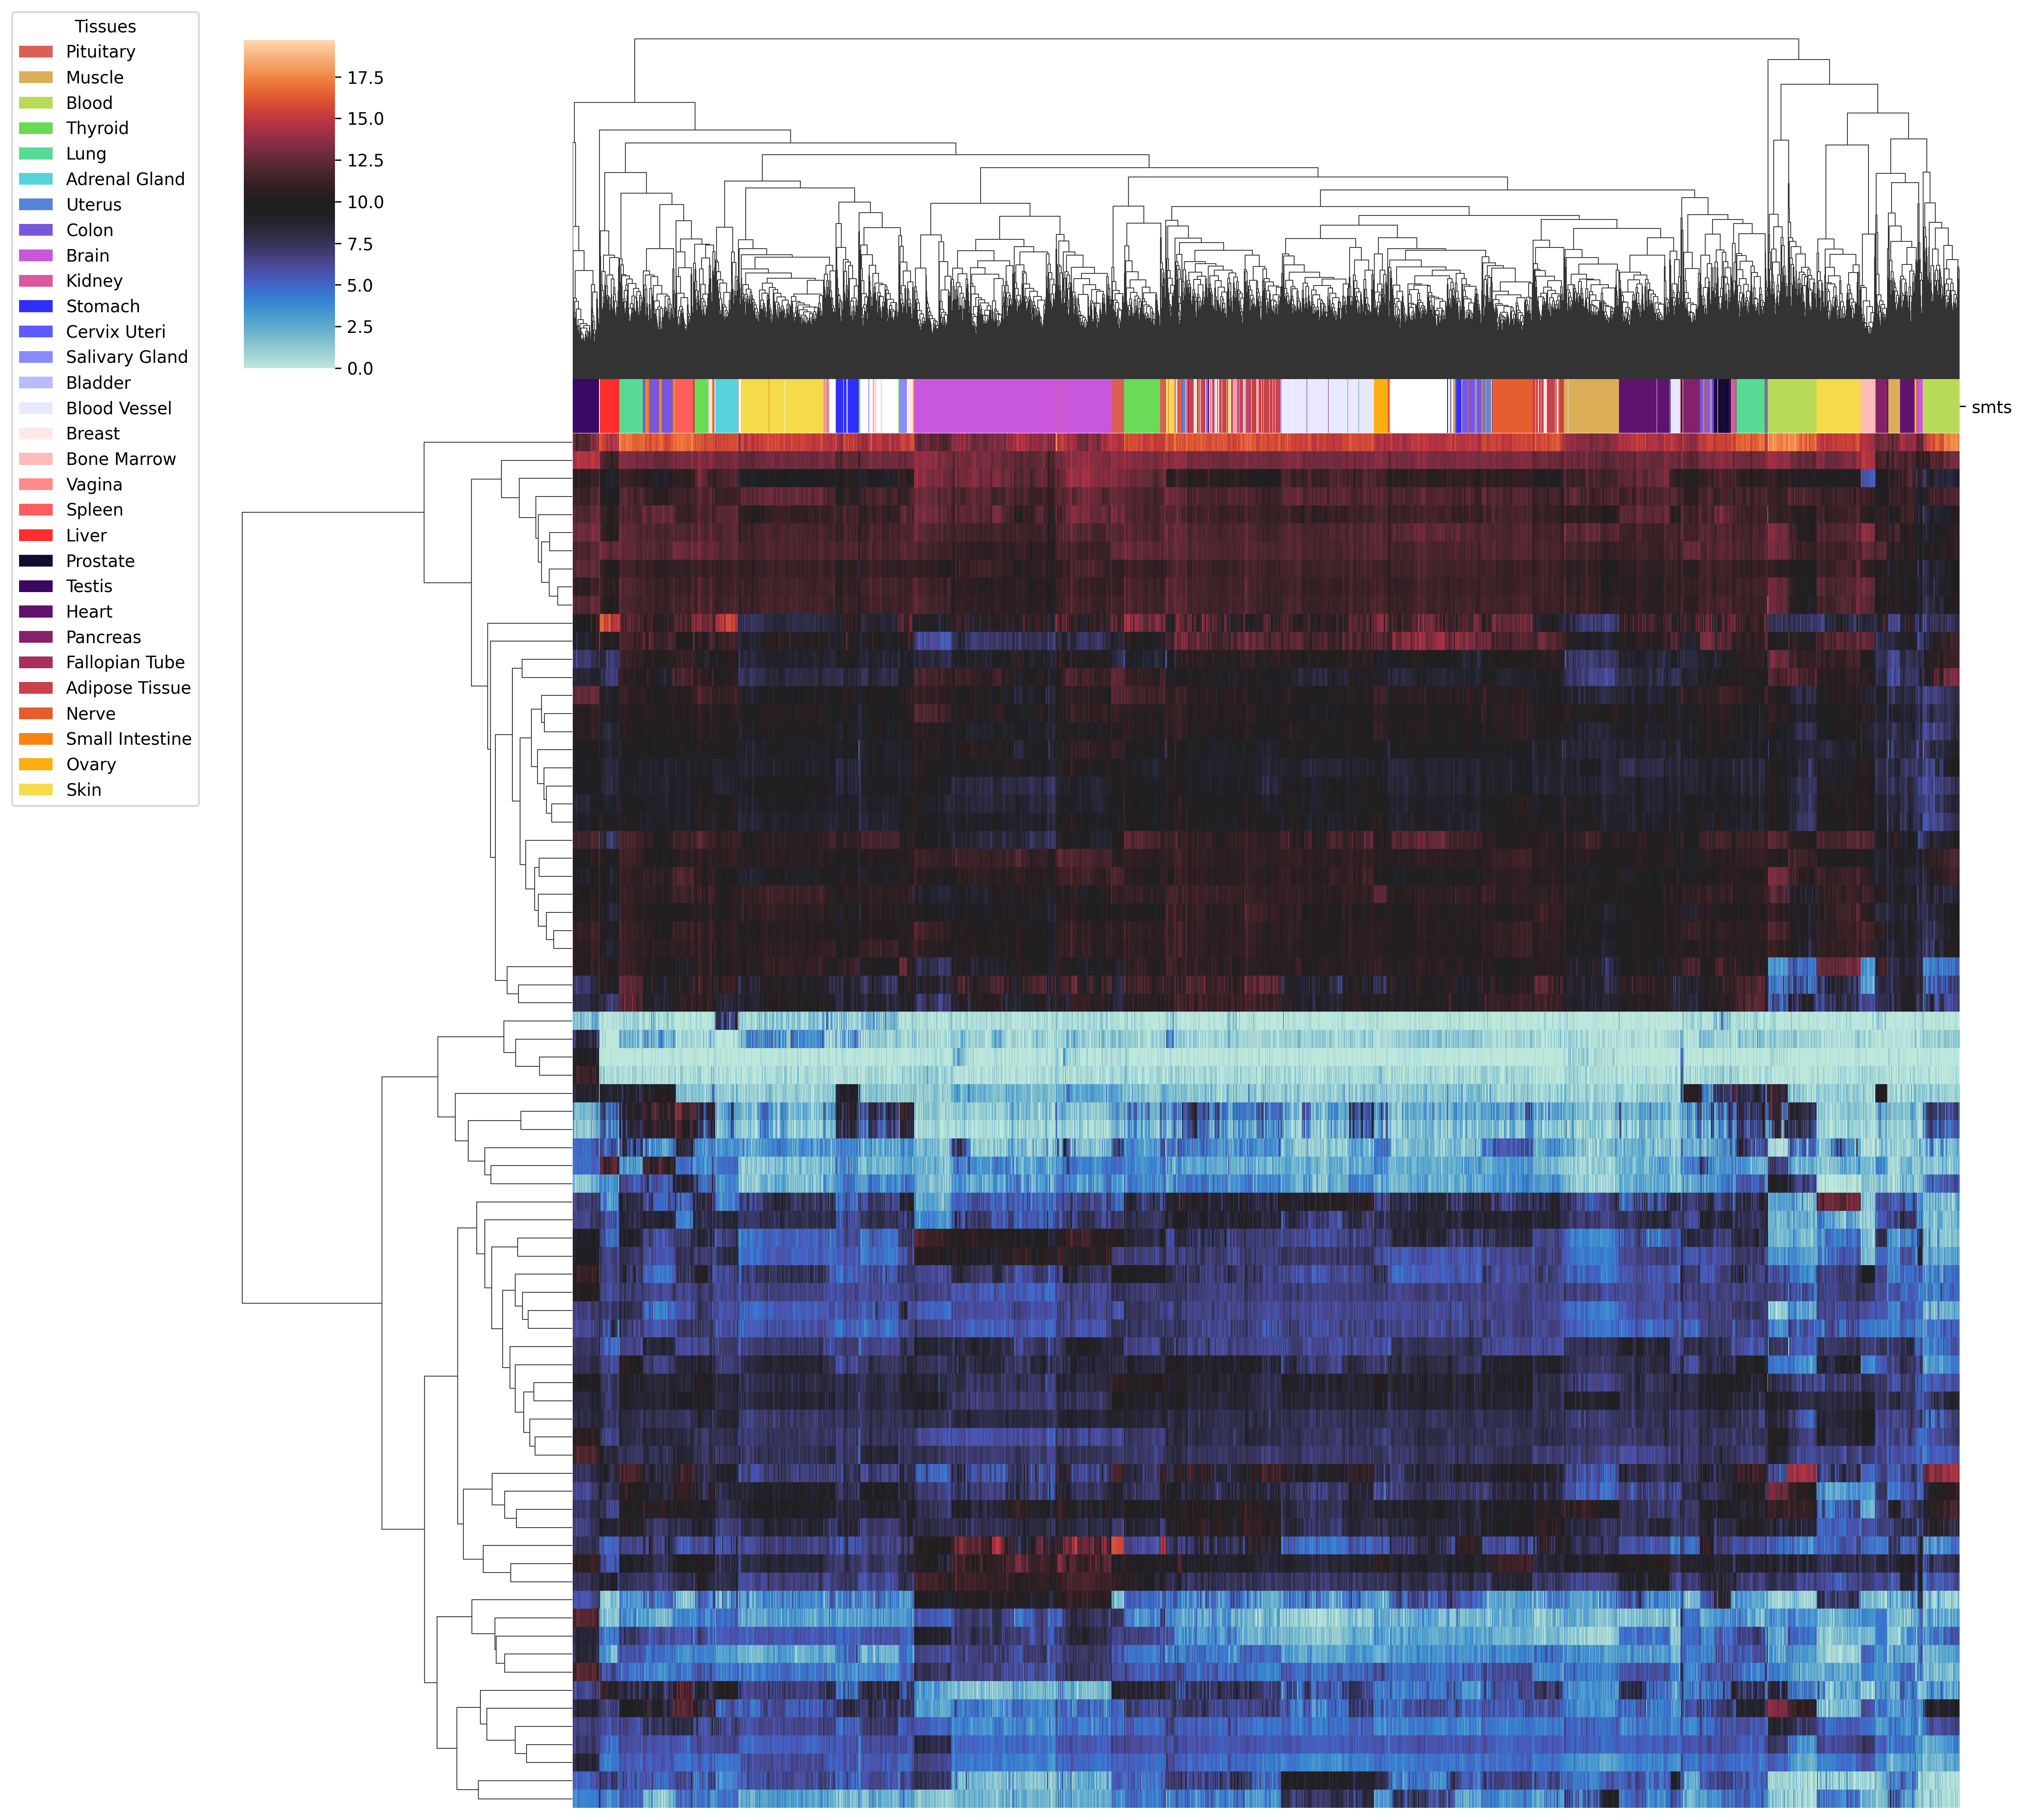 Tissues
Pituitary
Muscle
Blood
Thyroid
Lung
Adrenal Gland
Uterus
Colon
Brain
Kidney
Stomach
Cervix Uteri
Salivary Gland
Bladder
Blood Vessel
Breast
Bone Marrow
Vagina
Spleen
Liver
Prostate
Testis
Heart
Pancreas
Fallopian Tube
Adipose Tissue
Nerve
Small Intestine
Ovary
Skin
17.5
15.0
12.5
10.0
7.5
5.0
2.5
0.0
smts